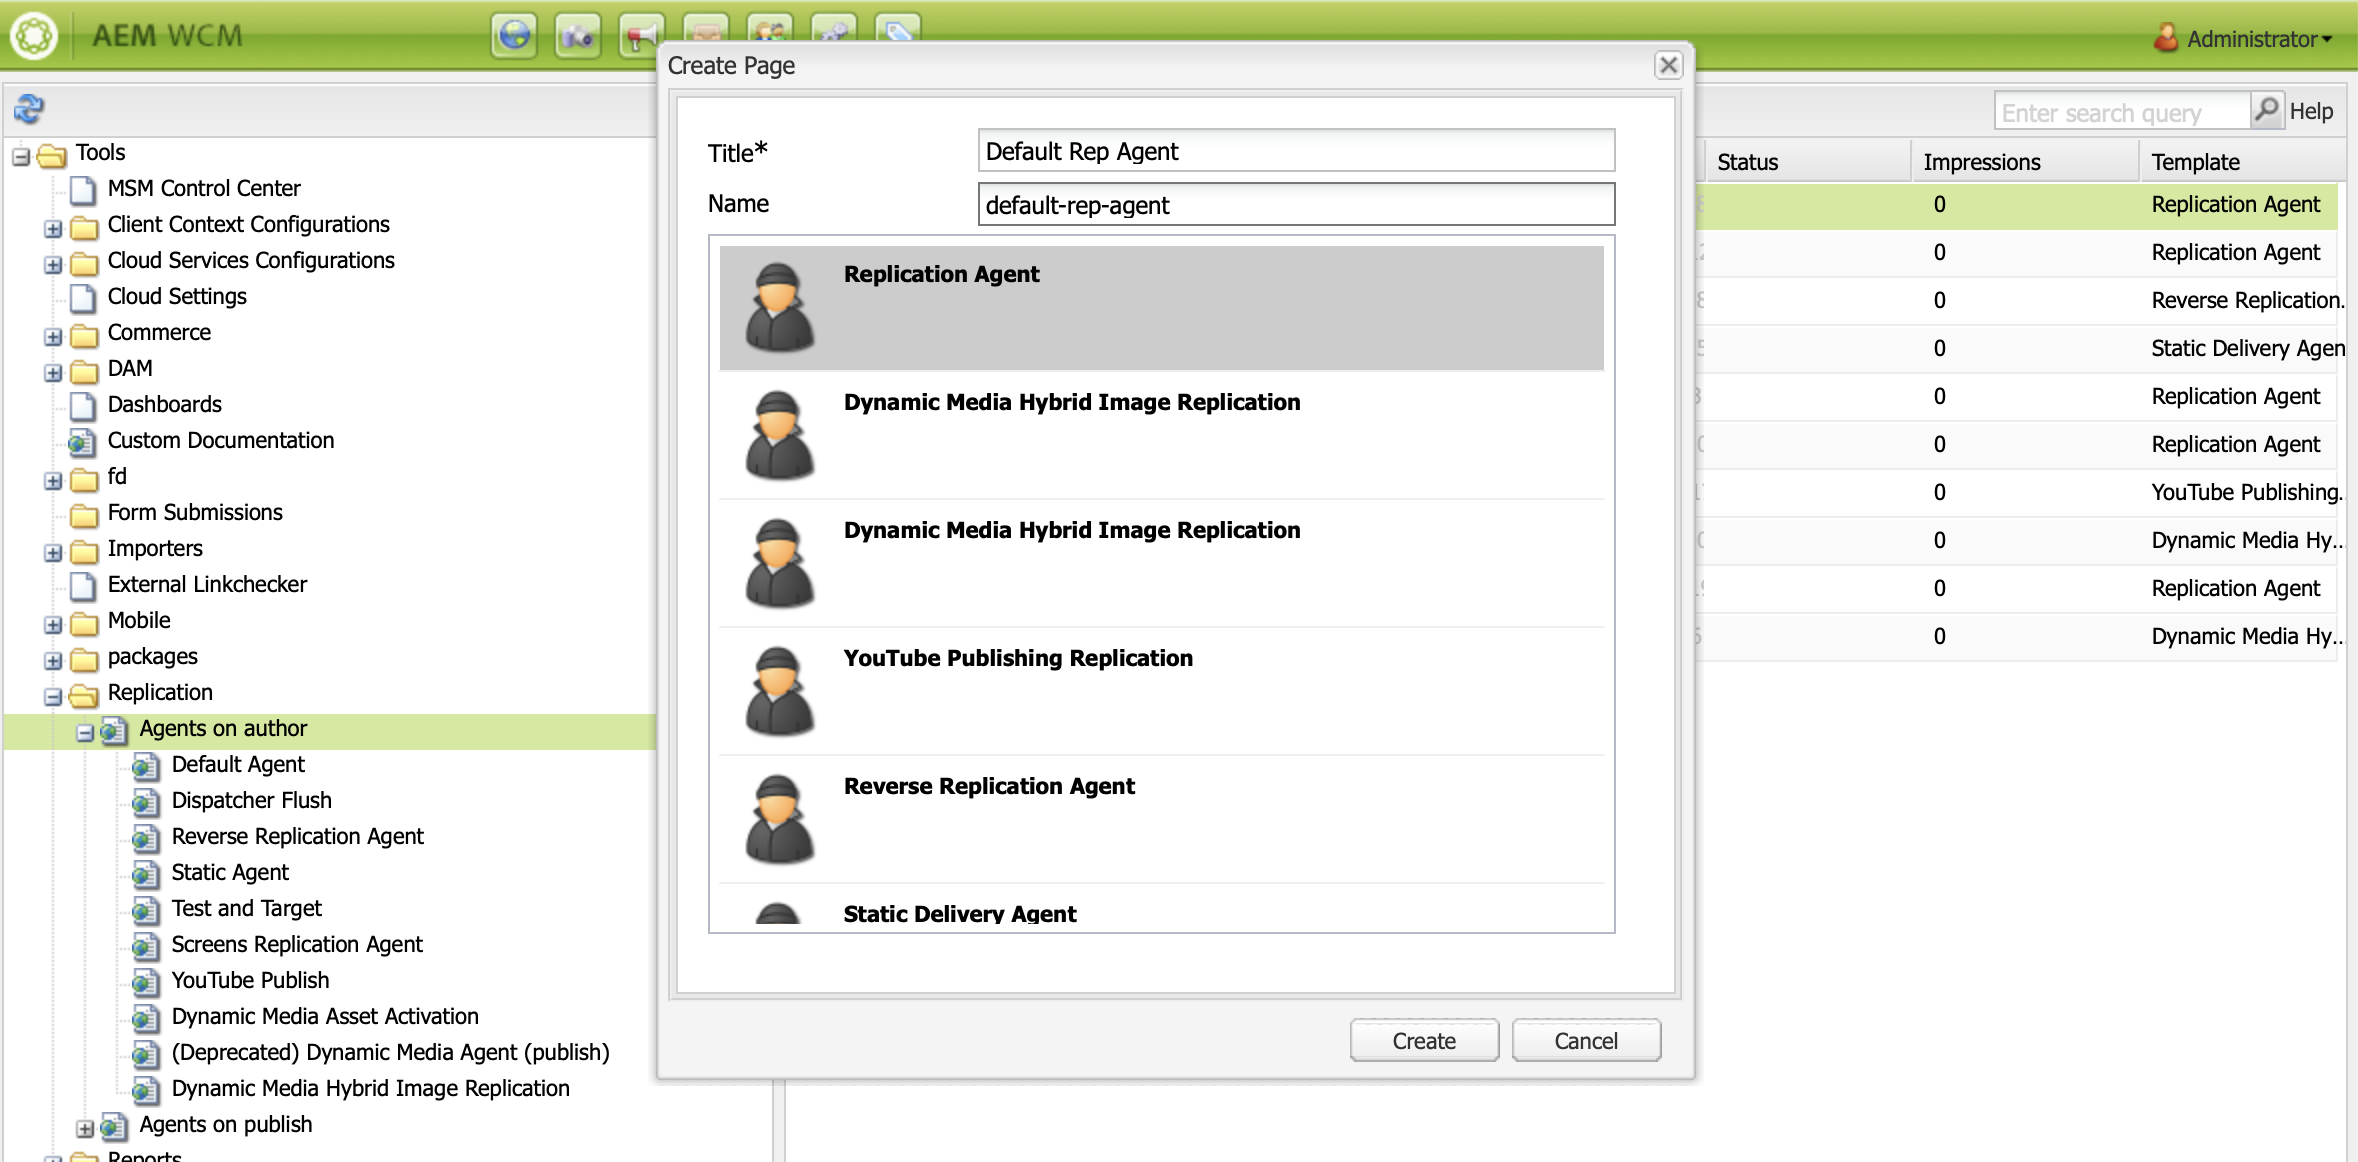 AEM WCM
Administrator
Create Page
Title*
Default Rep Agent
Name
default-rep-agent
Replication Agent
Dynamic Media Hybrid Image Replication
Dynamic Media Hybrid Image Replication
YouTube Publishing Replication
Reverse Replication Agent
Static Delivery Agent
Create
Cancel
Tools
MSM Control Center
Client Context Configurations
Cloud Services Configurations
Cloud Settings
Commerce
DAM
Dashboards
Custom Documentation
fd
Form Submissions
Importers
External Linkchecker
Mobile
packages
Replication
Agents on author
Default Agent
Dispatcher Flush
Reverse Replication Agent
Static Agent
Test and Target
Screens Replication Agent
YouTube Publish
Dynamic Media Asset Activation
(Deprecated) Dynamic Media Agent (publish)
Dynamic Media Hybrid Image Replication
Agents on publish
Reports
Enter search query
Help
Status Impressions Template
0 Replication Agent
0 Replication Agent
0 Reverse Replication.
0 Static Delivery Agen
0 Replication Agent
0 Replication Agent
0 YouTube Publishing.
0 Dynamic Media Hy...
0 Replication Agent
0 Dynamic Media Hy...